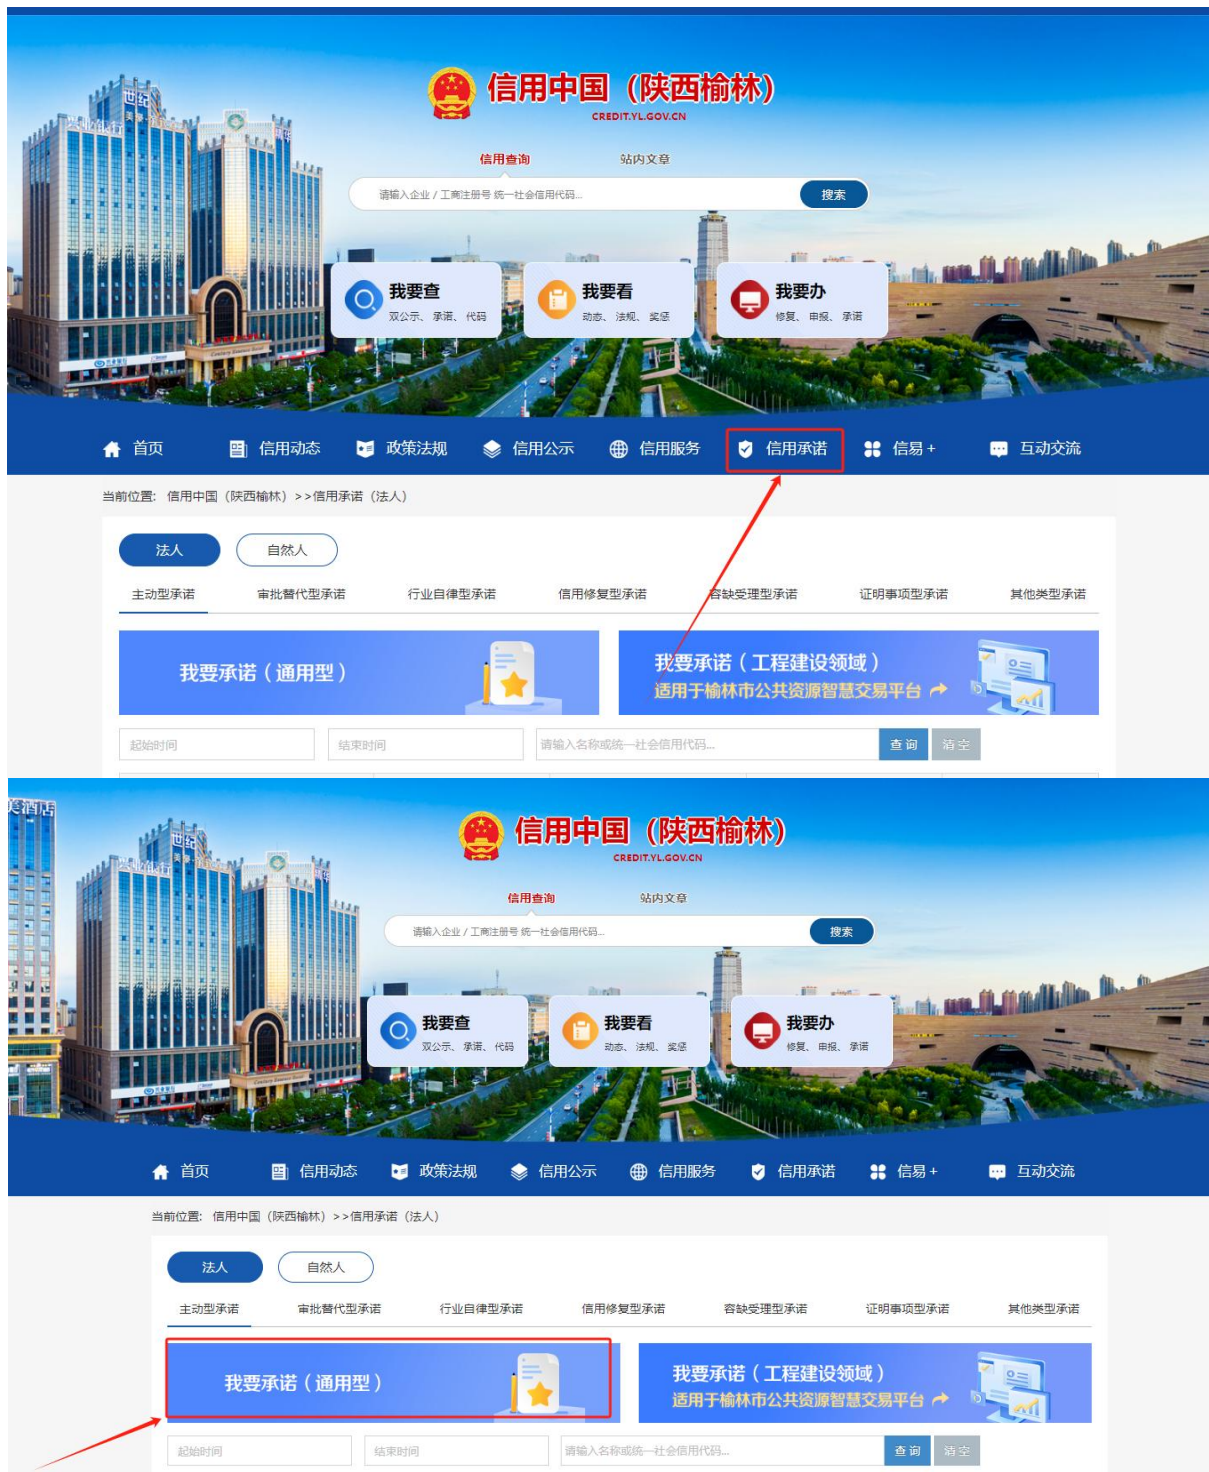 信用中国（陕西榆林）
CREDIT.YL.GOV.CN
信用查询 站内文章
请输入企业 / 工商注册号 统一社会信用代码... 搜索
我要查 我要看 我要办
双公示、 承诺、 代码 动态、 法规、 奖惩 修复、 申报、 承诺
首页 信用动态 政策法规 信用公示 信用服务 信用承诺 信易+ 互动交流
当前位置: 信用中国（陕西榆林）>>信用承诺（法人）
法人 自然人
主动型承诺 审批替代型承诺 行业自律型承诺 信用修复型承诺 容缺受理型承诺 证明事项型承诺 其他类型承诺
我要承诺（通用型） 我要承诺（工程建设领域）
适用于榆林市公共资源智慧交易平台
起始时间 结束时间 请输入名称或统一社会信用代码... 查询 清空
信用中国（陕西榆林）
CREDIT.YL.GOV.CN
信用查询 站内文章
请输入企业 / 工商注册号 统一社会信用代码... 搜索
我要查 我要看 我要办
双公示、 承诺、 代码 动态、 法规、 奖惩 修复、 申报、 承诺
首页 信用动态 政策法规 信用公示 信用服务 信用承诺 信易+ 互动交流
当前位置: 信用中国（陕西榆林）>>信用承诺（法人）
法人 自然人
主动型承诺 审批替代型承诺 行业自律型承诺 信用修复型承诺 容缺受理型承诺 证明事项型承诺 其他类型承诺
我要承诺（通用型） 我要承诺（工程建设领域）
适用于榆林市公共资源智慧交易平台
起始时间 结束时间 请输入名称或统一社会信用代码... 查询 清空